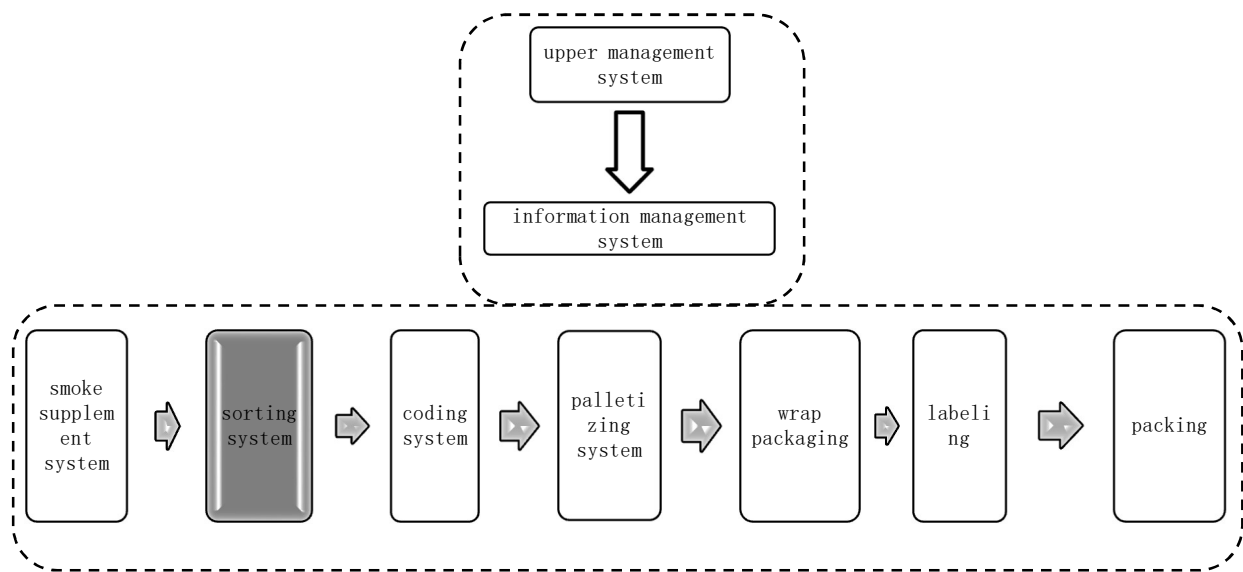 upper management
system
information management
system
smoke
supplem
ent
system
sorting
system
coding
system
palleti
zing
system
wrap
packaging
labeli
ng
packing